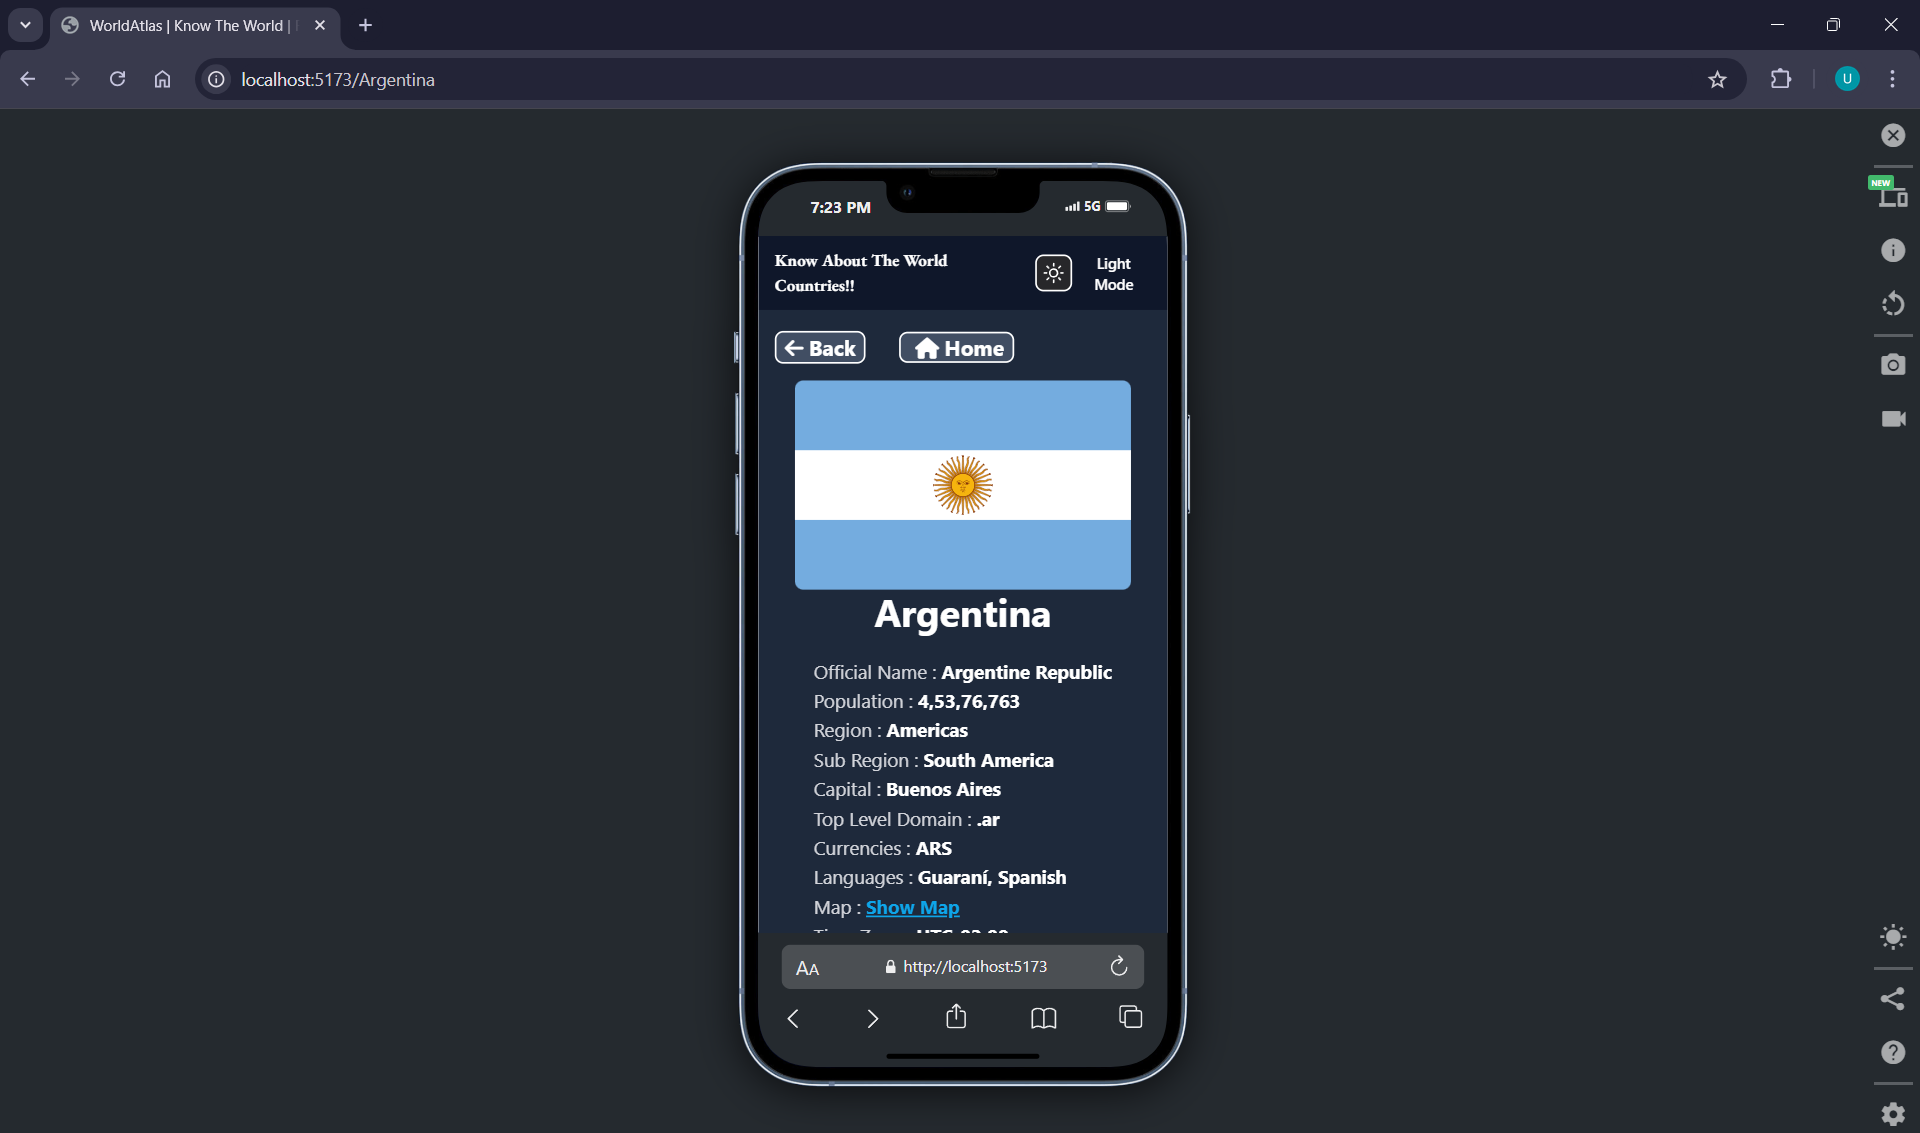 WorldAtlas | Know The World |
localhost:5173/Argentina
U
NEW
7:23 PM
5G
Know About The World
Countries!!
Light
Mode
Back
Home
Argentina
Official Name : Argentine Republic
Population : 4,53,76,763
Region : Americas
Sub Region : South America
Capital : Buenos Aires
Top Level Domain : .ar
Currencies : ARS
Languages : Guaraní, Spanish
Map : Show Map
AA
http://localhost:5173